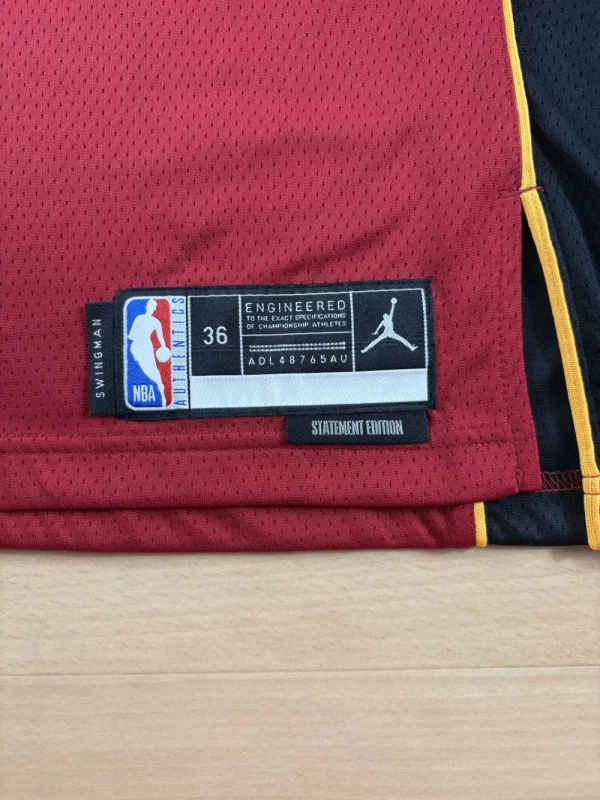 SWINGMAN
NBA
AUTHENTICS
36
ENGINEERED
TO THE EXACT SPECIFICATIONS
OF CHAMPIONSHIP ATHLETES
ADL48765AU
STATEMENT EDITION